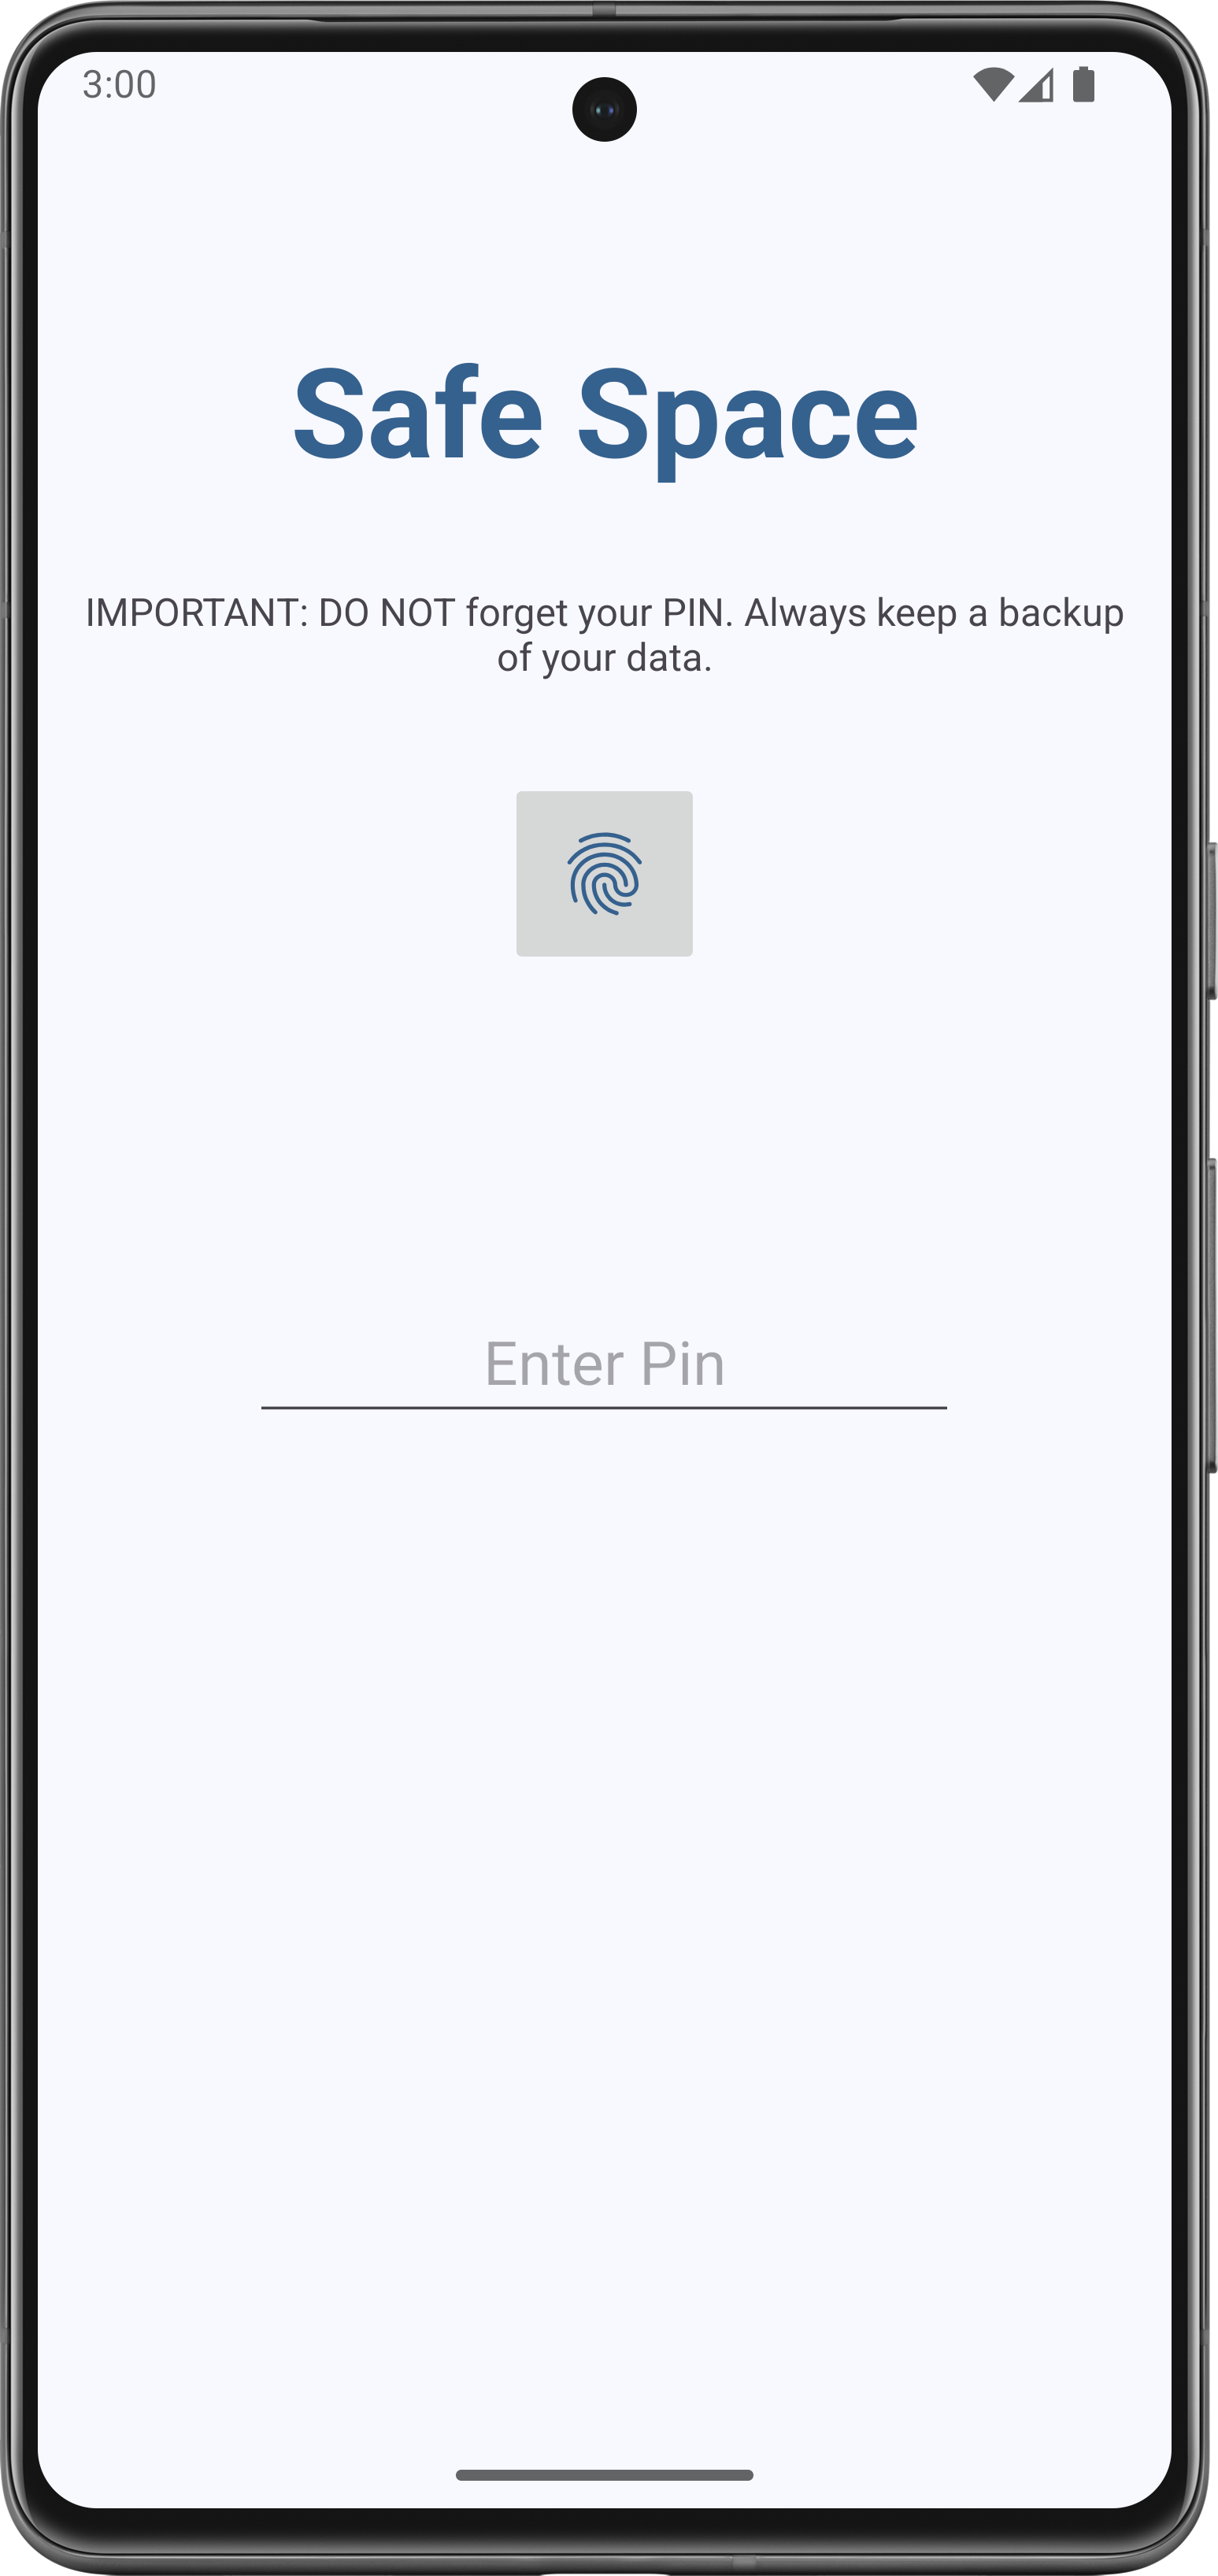 3:00
Safe Space
IMPORTANT: DO NOT forget your PIN. Always keep a backup
of your data.
Enter Pin